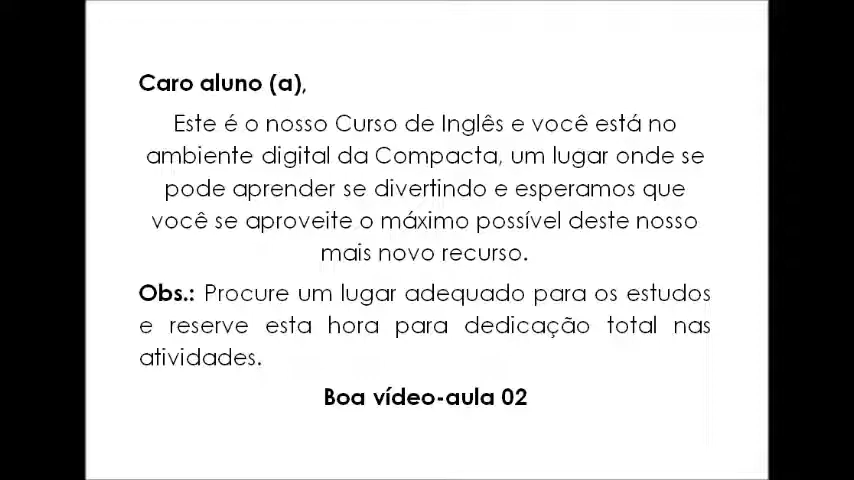 Caro aluno (a),
Este é o nosso Curso de Inglês e você está no
ambiente digital da Compacta, um lugar onde se
pode aprender se divertindo e esperamos que
você se aproveite o máximo possível deste nosso
mais novo recurso.
Obs.: Procure um lugar adequado para os estudos
e reserve esta hora para dedicação total nas
atividades.
Boa vídeo-aula 02